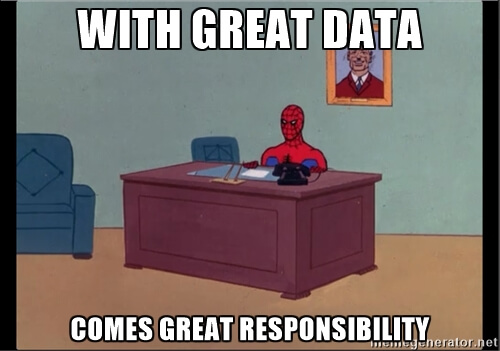 WITH GREAT DATA
COMES GREAT RESPONSIBILITY
memegenerator.net